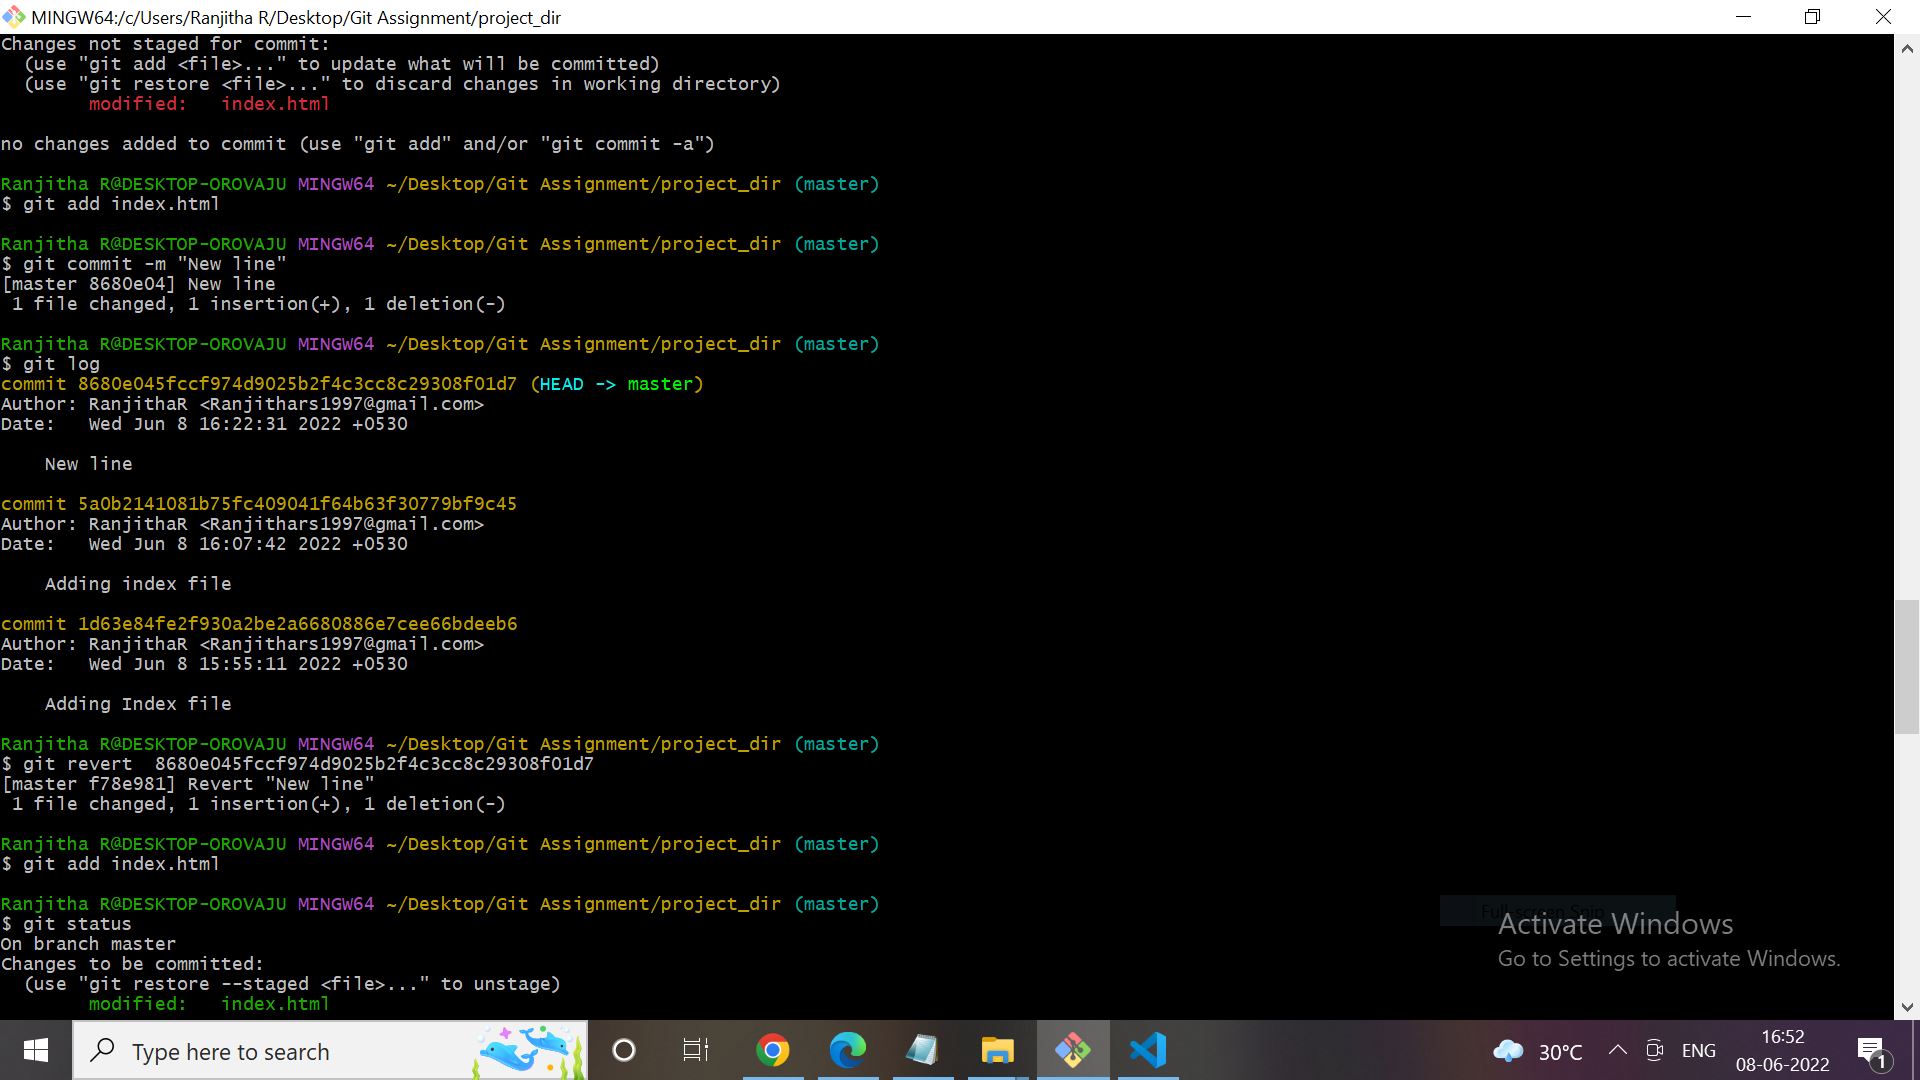 MINGW64:/c/Users/Ranjitha R/Desktop/Git Assignment/project_dir
Changes not staged for commit:
  (use "git add <file>..." to update what will be committed)
  (use "git restore <file>..." to discard changes in working directory)
        modified:   index.html

no changes added to commit (use "git add" and/or "git commit -a")

Ranjitha R@DESKTOP-OROVAJU MINGW64 ~/Desktop/Git Assignment/project_dir (master)
$ git add index.html

Ranjitha R@DESKTOP-OROVAJU MINGW64 ~/Desktop/Git Assignment/project_dir (master)
$ git commit -m "New line"
[master 8680e04] New line
 1 file changed, 1 insertion(+), 1 deletion(-)

Ranjitha R@DESKTOP-OROVAJU MINGW64 ~/Desktop/Git Assignment/project_dir (master)
$ git log
commit 8680e045fccf974d9025b2f4c3cc8c29308f01d7 (HEAD -> master)
Author: RanjithaR <Ranjithars1997@gmail.com>
Date:   Wed Jun 8 16:22:31 2022 +0530

    New line

commit 5a0b2141081b75fc409041f64b63f30779bf9c45
Author: RanjithaR <Ranjithars1997@gmail.com>
Date:   Wed Jun 8 16:07:42 2022 +0530

    Adding index file

commit 1d63e84fe2f930a2be2a6680886e7cee66bdeeb6
Author: RanjithaR <Ranjithars1997@gmail.com>
Date:   Wed Jun 8 15:55:11 2022 +0530

    Adding Index file

Ranjitha R@DESKTOP-OROVAJU MINGW64 ~/Desktop/Git Assignment/project_dir (master)
$ git revert  8680e045fccf974d9025b2f4c3cc8c29308f01d7
[master f78e981] Revert "New line"
 1 file changed, 1 insertion(+), 1 deletion(-)

Ranjitha R@DESKTOP-OROVAJU MINGW64 ~/Desktop/Git Assignment/project_dir (master)
$ git add index.html

Ranjitha R@DESKTOP-OROVAJU MINGW64 ~/Desktop/Git Assignment/project_dir (master)
$ git status
On branch master
Changes to be committed:
  (use "git restore --staged <file>..." to unstage)
        modified:   index.html
Full-screen Snip
Activate Windows
Go to Settings to activate Windows.
Type here to search
30°C
ENG
16:52
08-06-2022
1